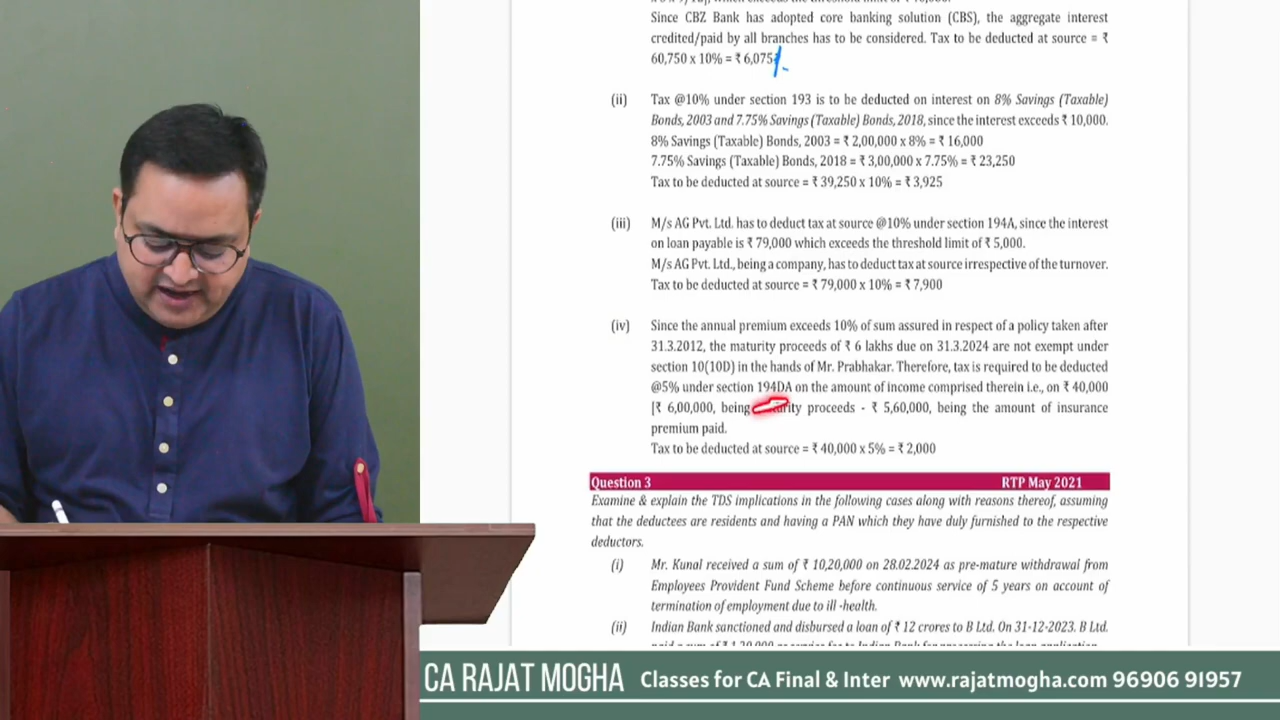 Since CBZ Bank has adopted core banking solution (CBS), the aggregate interest
credited/paid by all branches has to be considered. Tax to be deducted at source = ₹
60,750 x 10% = ₹ 6,075
(ii) Tax @10% under section 193 is to be deducted on interest on 8% Savings (Taxable)
Bonds, 2003 and 7.75% Savings (Taxable) Bonds, 2018, since the interest exceeds ₹ 10,000.
8% Savings (Taxable) Bonds, 2003 = ₹ 2,00,000 x 8% = ₹ 16,000
7.75% Savings (Taxable) Bonds, 2018 = ₹ 3,00,000 x 7.75% = ₹ 23,250
Tax to be deducted at source = ₹ 39,250 x 10% = ₹ 3,925
(iii) M/s AG Pvt. Ltd. has to deduct tax at source @10% under section 194A, since the interest
on loan payable is ₹ 79,000 which exceeds the threshold limit of ₹ 5,000.
M/s AG Pvt. Ltd., being a company, has to deduct tax at source irrespective of the turnover.
Tax to be deducted at source = ₹ 79,000 x 10% = ₹ 7,900
(iv) Since the annual premium exceeds 10% of sum assured in respect of a policy taken after
31.3.2012, the maturity proceeds of ₹ 6 lakhs due on 31.3.2024 are not exempt under
section 10(10D) in the hands of Mr. Prabhakar. Therefore, tax is required to be deducted
@5% under section 194DA on the amount of income comprised therein i.e., on ₹ 40,000
[₹ 6,00,000, being proceeds - ₹ 5,60,000, being the amount of insurance
premium paid.
Tax to be deducted at source = ₹ 40,000 x 5% = ₹ 2,000
Question 3 RTP May 2021
Examine & explain the TDS implications in the following cases along with reasons thereof, assuming
that the deductees are residents and having a PAN which they have duly furnished to the respective
deductors.
(i) Mr. Kunal received a sum of ₹ 10,20,000 on 28.02.2024 as pre-mature withdrawal from
Employees Provident Fund Scheme before continuous service of 5 years on account of
termination of employment due to ill -health.
(ii) Indian Bank sanctioned and disbursed a loan of ₹ 12 crores to B Ltd. On 31-12-2023. B Ltd.
CA RAJAT MOGHA Classes for CA Final & Inter www.rajatmogha.com 96906 91957